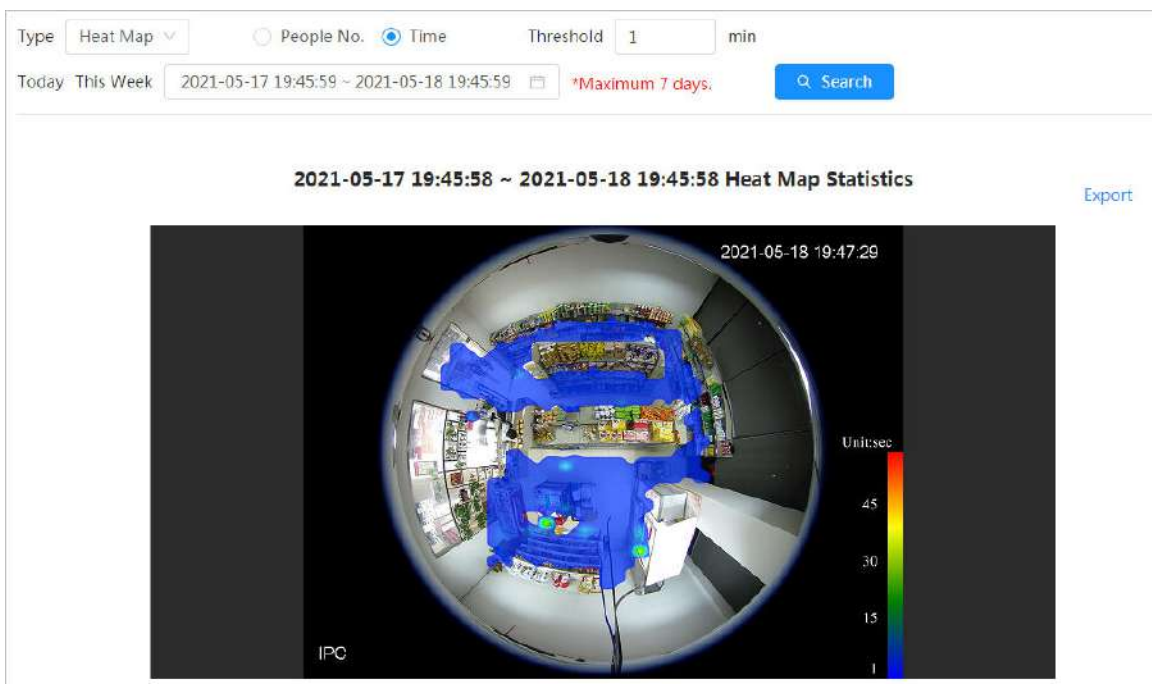 Type Heat Map People No. Time Threshold 1 min
Today This Week 2021-05-17 19:45:59 ~ 2021-05-18 19:45:59 *Maximum 7 days. Search
2021-05-17 19:45:58 ~ 2021-05-18 19:45:58 Heat Map Statistics
Export
2021-05-18 19:47:29
Unit:sec
45
30
15
1
IPC